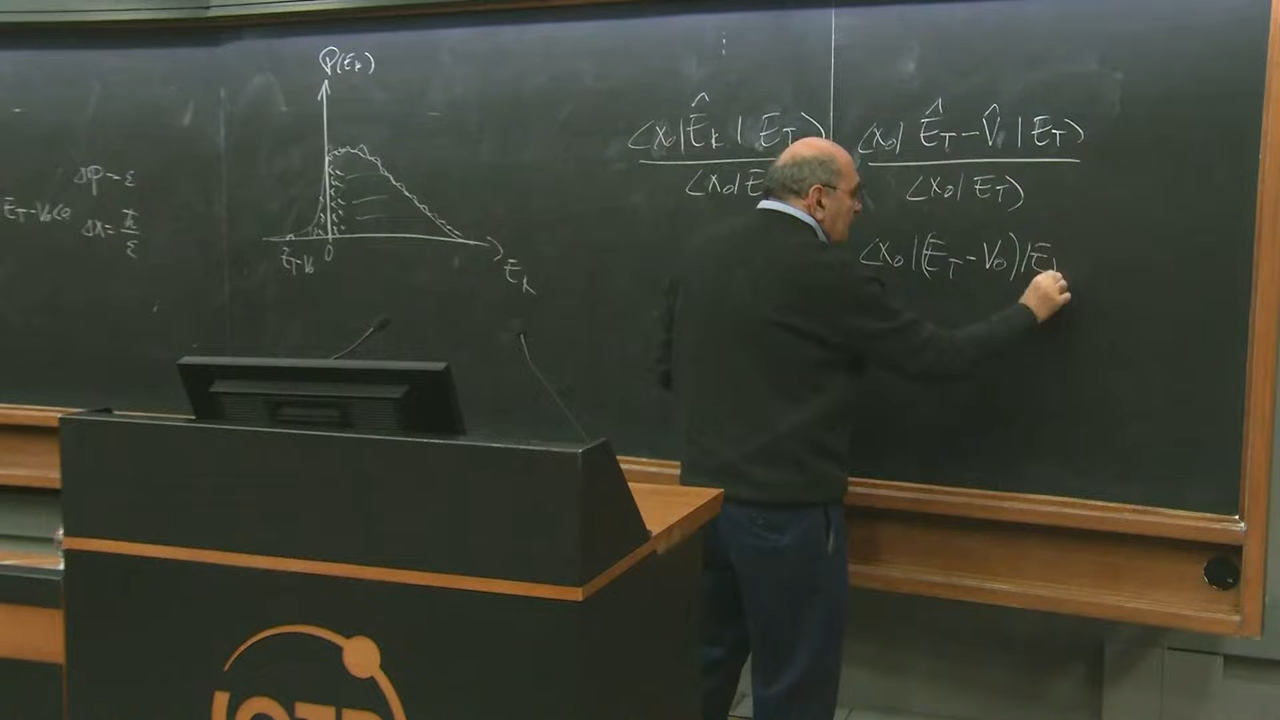 P(E_k)
Δp ~ ε
E_T - V_0 < 0
Δx = ħ/ε
E_T-V_0
0
E_k
⋮
<x_0| Ê_k | E_T>
<x_0| Ê_T - V̂ | E_T>
<x_0| E_T>
<x_0|(E_T - V_0)|E